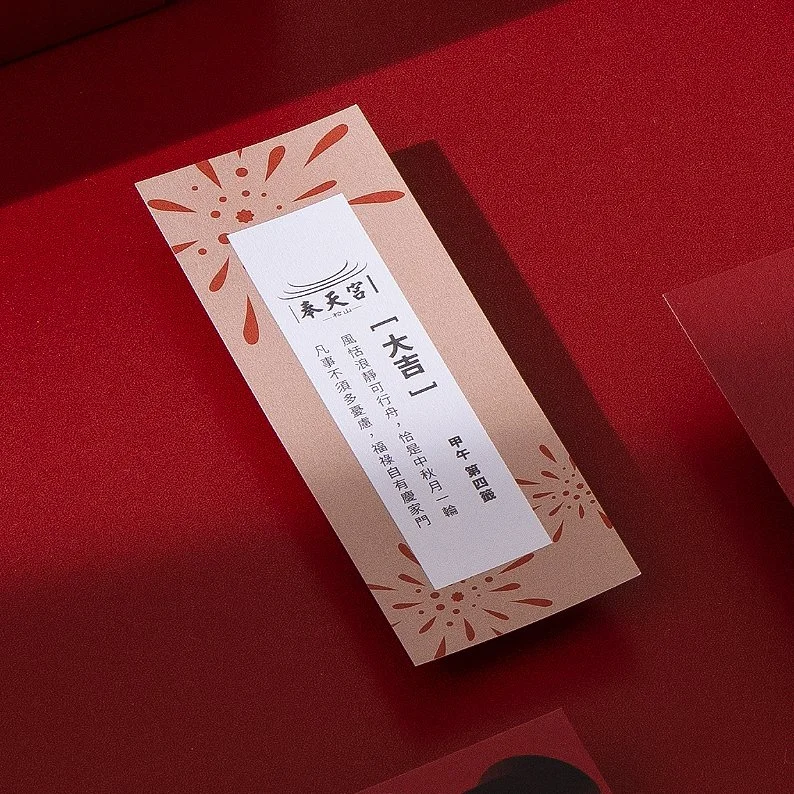 奉天宮
松山
［大吉］
甲午 第四籤
風恬浪靜可行舟，恰是中秋月一輪
凡事不須多憂慮，福祿自有慶家門